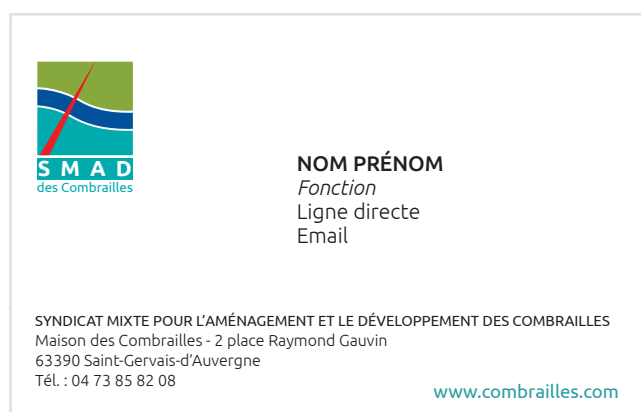 SMAD
des Combrailles
NOM PRÉNOM
Fonction
Ligne directe
Email
SYNDICAT MIXTE POUR L'AMÉNAGEMENT ET LE DÉVELOPPEMENT DES COMBRAILLES
Maison des Combrailles - 2 place Raymond Gauvin
63390 Saint-Gervais-d'Auvergne
Tél. : 04 73 85 82 08
www.combrailles.com